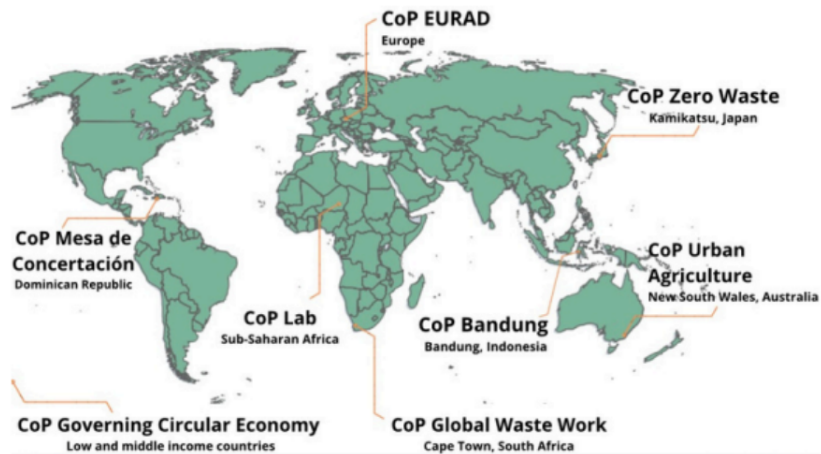 CoP EURAD
Europe
CoP Zero Waste
Kamikatsu, Japan
CoP Mesa de
Concertación
Dominican Republic
CoP Lab
Sub-Saharan Africa
CoP Bandung
Bandung, Indonesia
CoP Urban
Agriculture
New South Wales, Australia
CoP Governing Circular Economy
Low and middle income countries
CoP Global Waste Work
Cape Town, South Africa